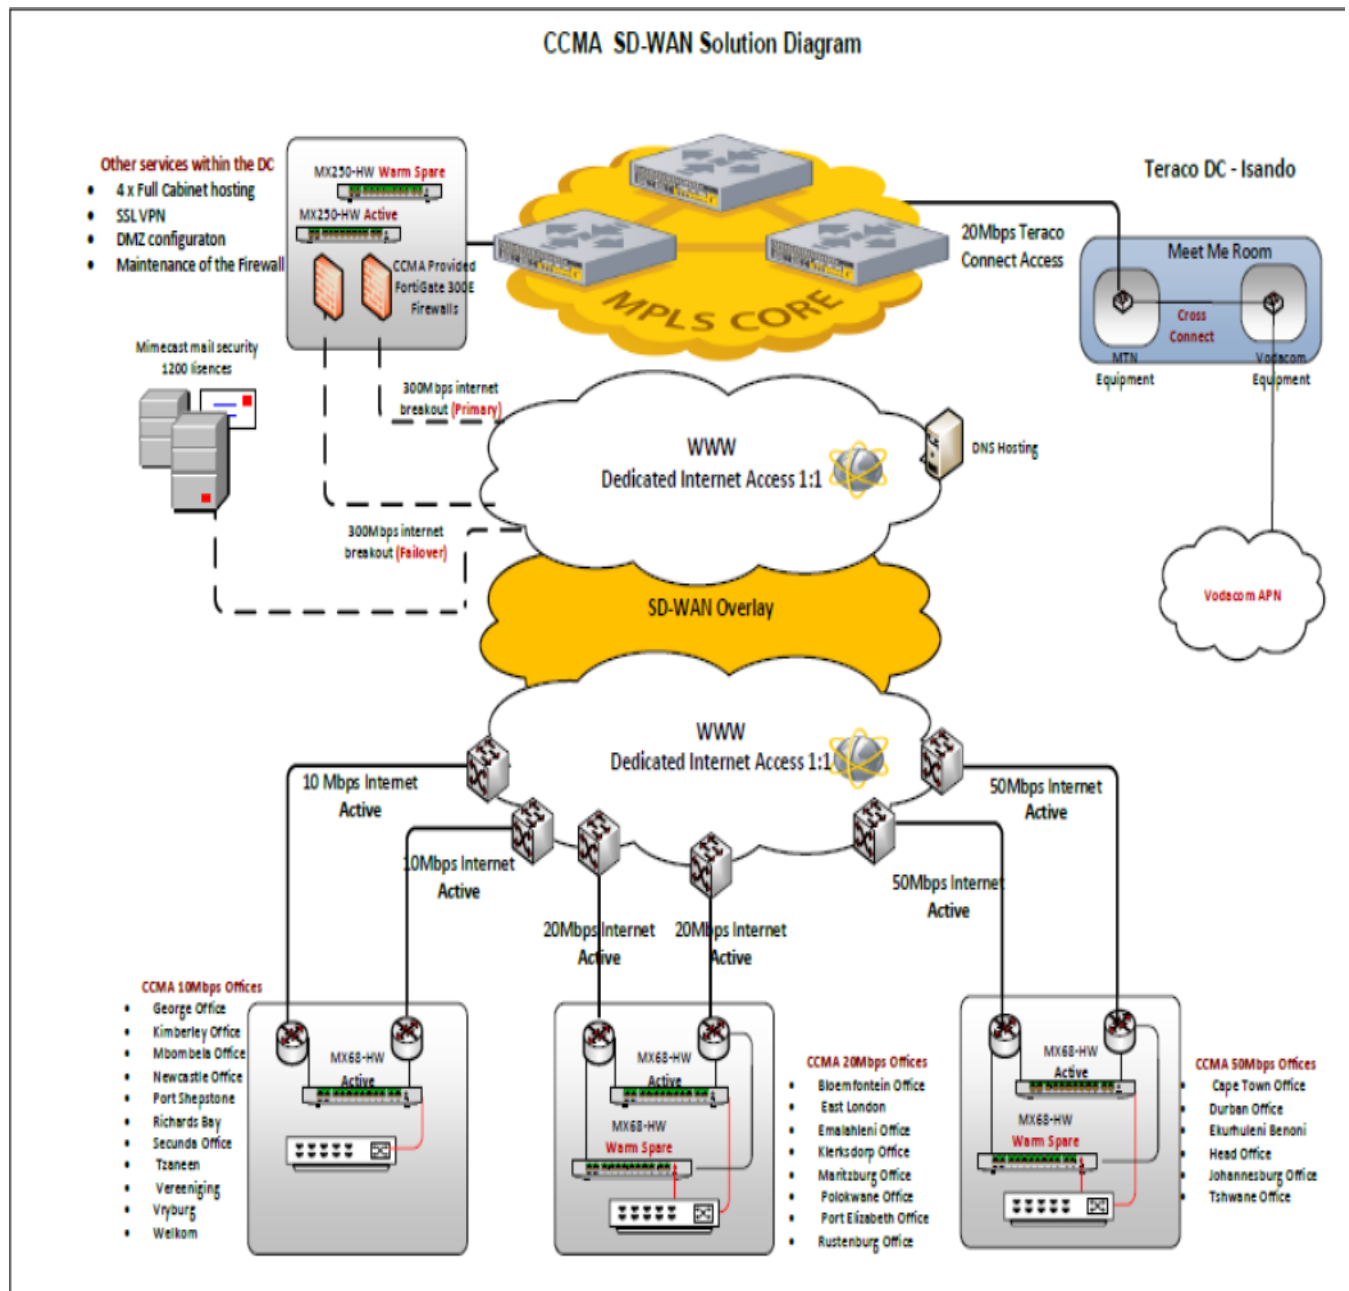 CCMA SD-WAN Solution Diagram
Other services within the DC
4 x Full Cabinet hosting
SSL VPN
DMZ configuraton
Maintenance of the Firewall
MX250-HW Warm Spare
MX250-HW Active
CCMA Provided
FortiGate 300E
Firewalls
MPLS CORE
20Mbps Teraco
Connect Access
Teraco DC - Isando
Meet Me Room
Cross
Connect
MTN
Equipment
Vodacom
Equipment
Vodacom APN
Mimecast mail security
1200 lisences
300Mbps internet
breakout (Primary)
300Mbps internet
breakout (Failover)
WWW
Dedicated Internet Access 1:1
DNS Hosting
SD-WAN Overlay
WWW
Dedicated Internet Access 1:1
10 Mbps Internet
Active
10Mbps Internet
Active
20Mbps Internet
Active
20Mbps Internet
Active
50Mbps Internet
Active
50Mbps Internet
Active
CCMA 10Mbps Offices
George Office
Kimberley Office
Mbombela Office
Newcastle Office
Port Shepstone
Richards Bay
Secunda Office
Tzaneen
Vereeniging
Vryburg
Welkom
MX68-HW
Active
MX68-HW
Active
MX68-HW
Warm Spare
CCMA 20Mbps Offices
Bloemfontein Office
East London
Emalahleni Office
Klerksdorp Office
Maritzburg Office
Polokwane Office
Port Elizabeth Office
Rustenburg Office
MX68-HW
Active
MX68-HW
Warm Spare
CCMA 50Mbps Offices
Cape Town Office
Durban Office
Ekurhuleni Benoni
Head Office
Johannesburg Office
Tshwane Office